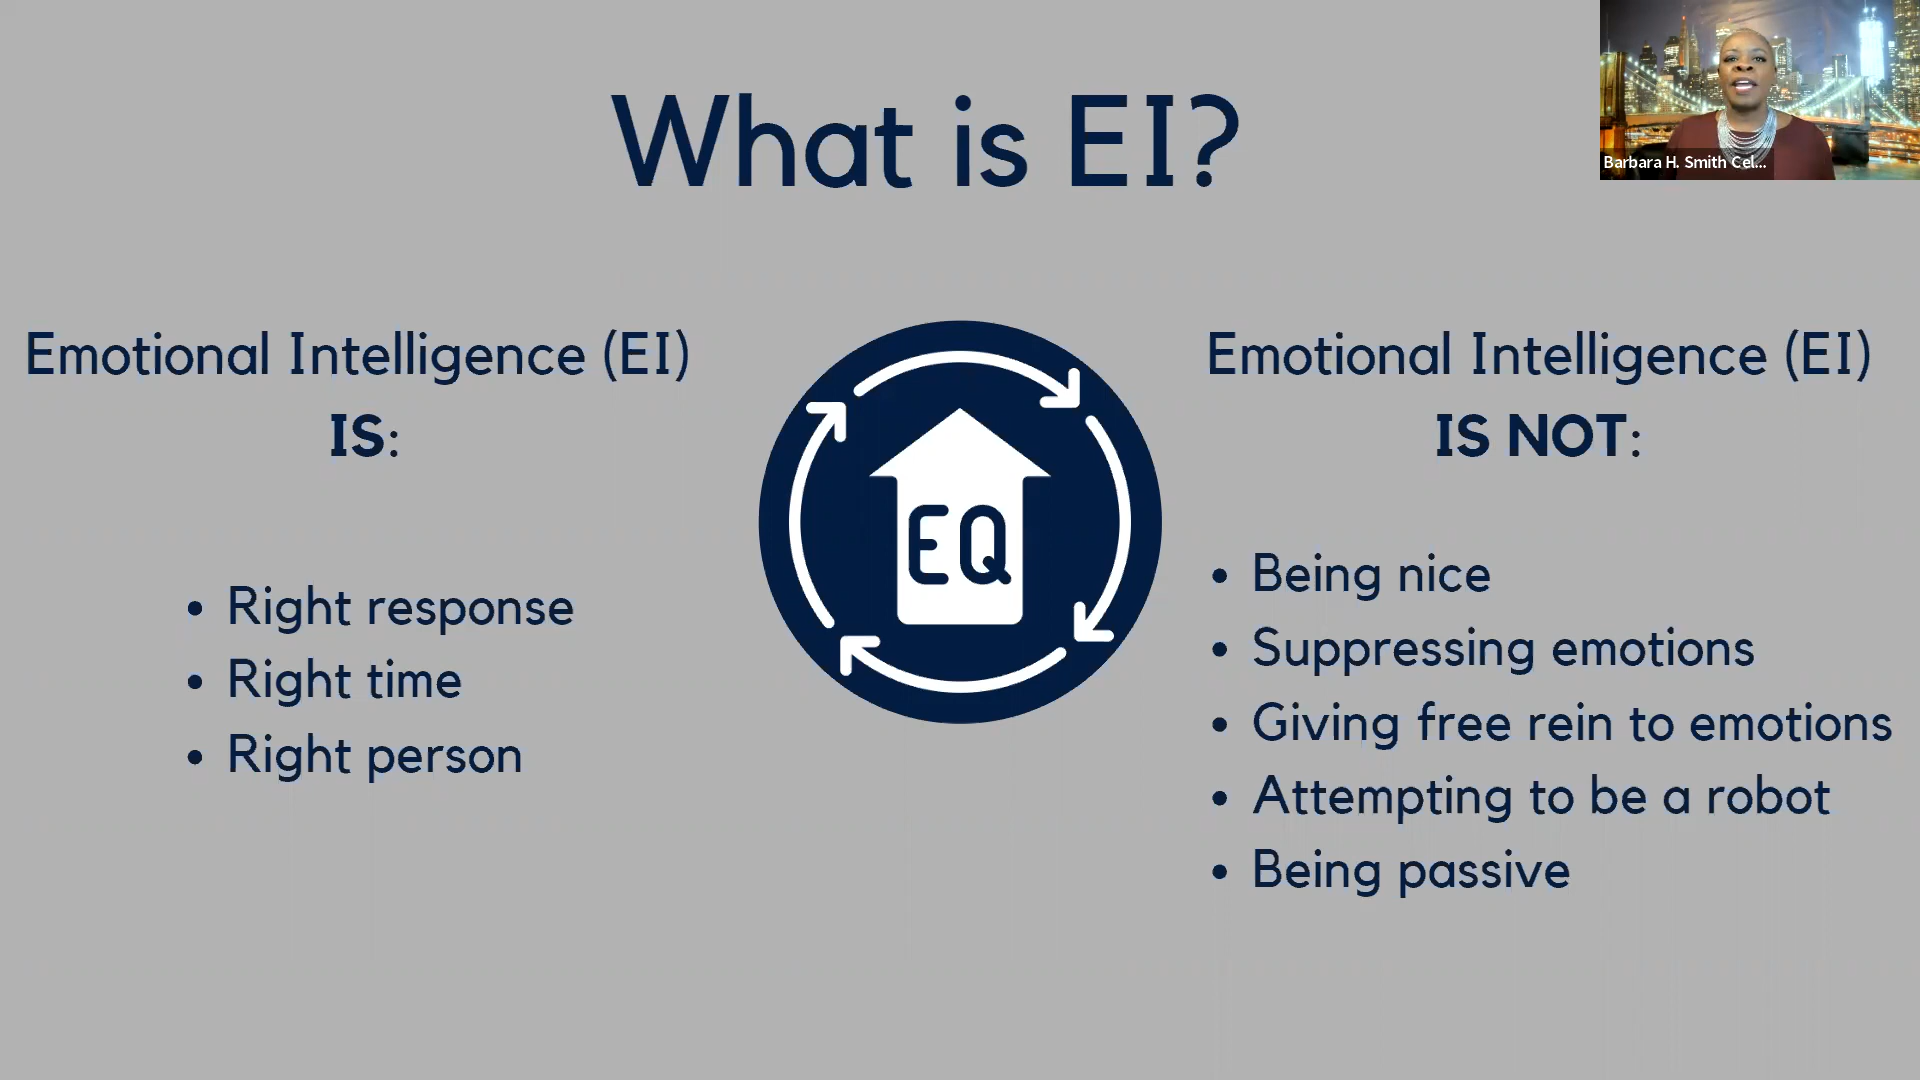 What is EI?
Barbara H. Smith Cel...
Emotional Intelligence (EI)
IS:
• Right response
• Right time
• Right person
EQ
Emotional Intelligence (EI)
IS NOT:
• Being nice
• Suppressing emotions
• Giving free rein to emotions
• Attempting to be a robot
• Being passive